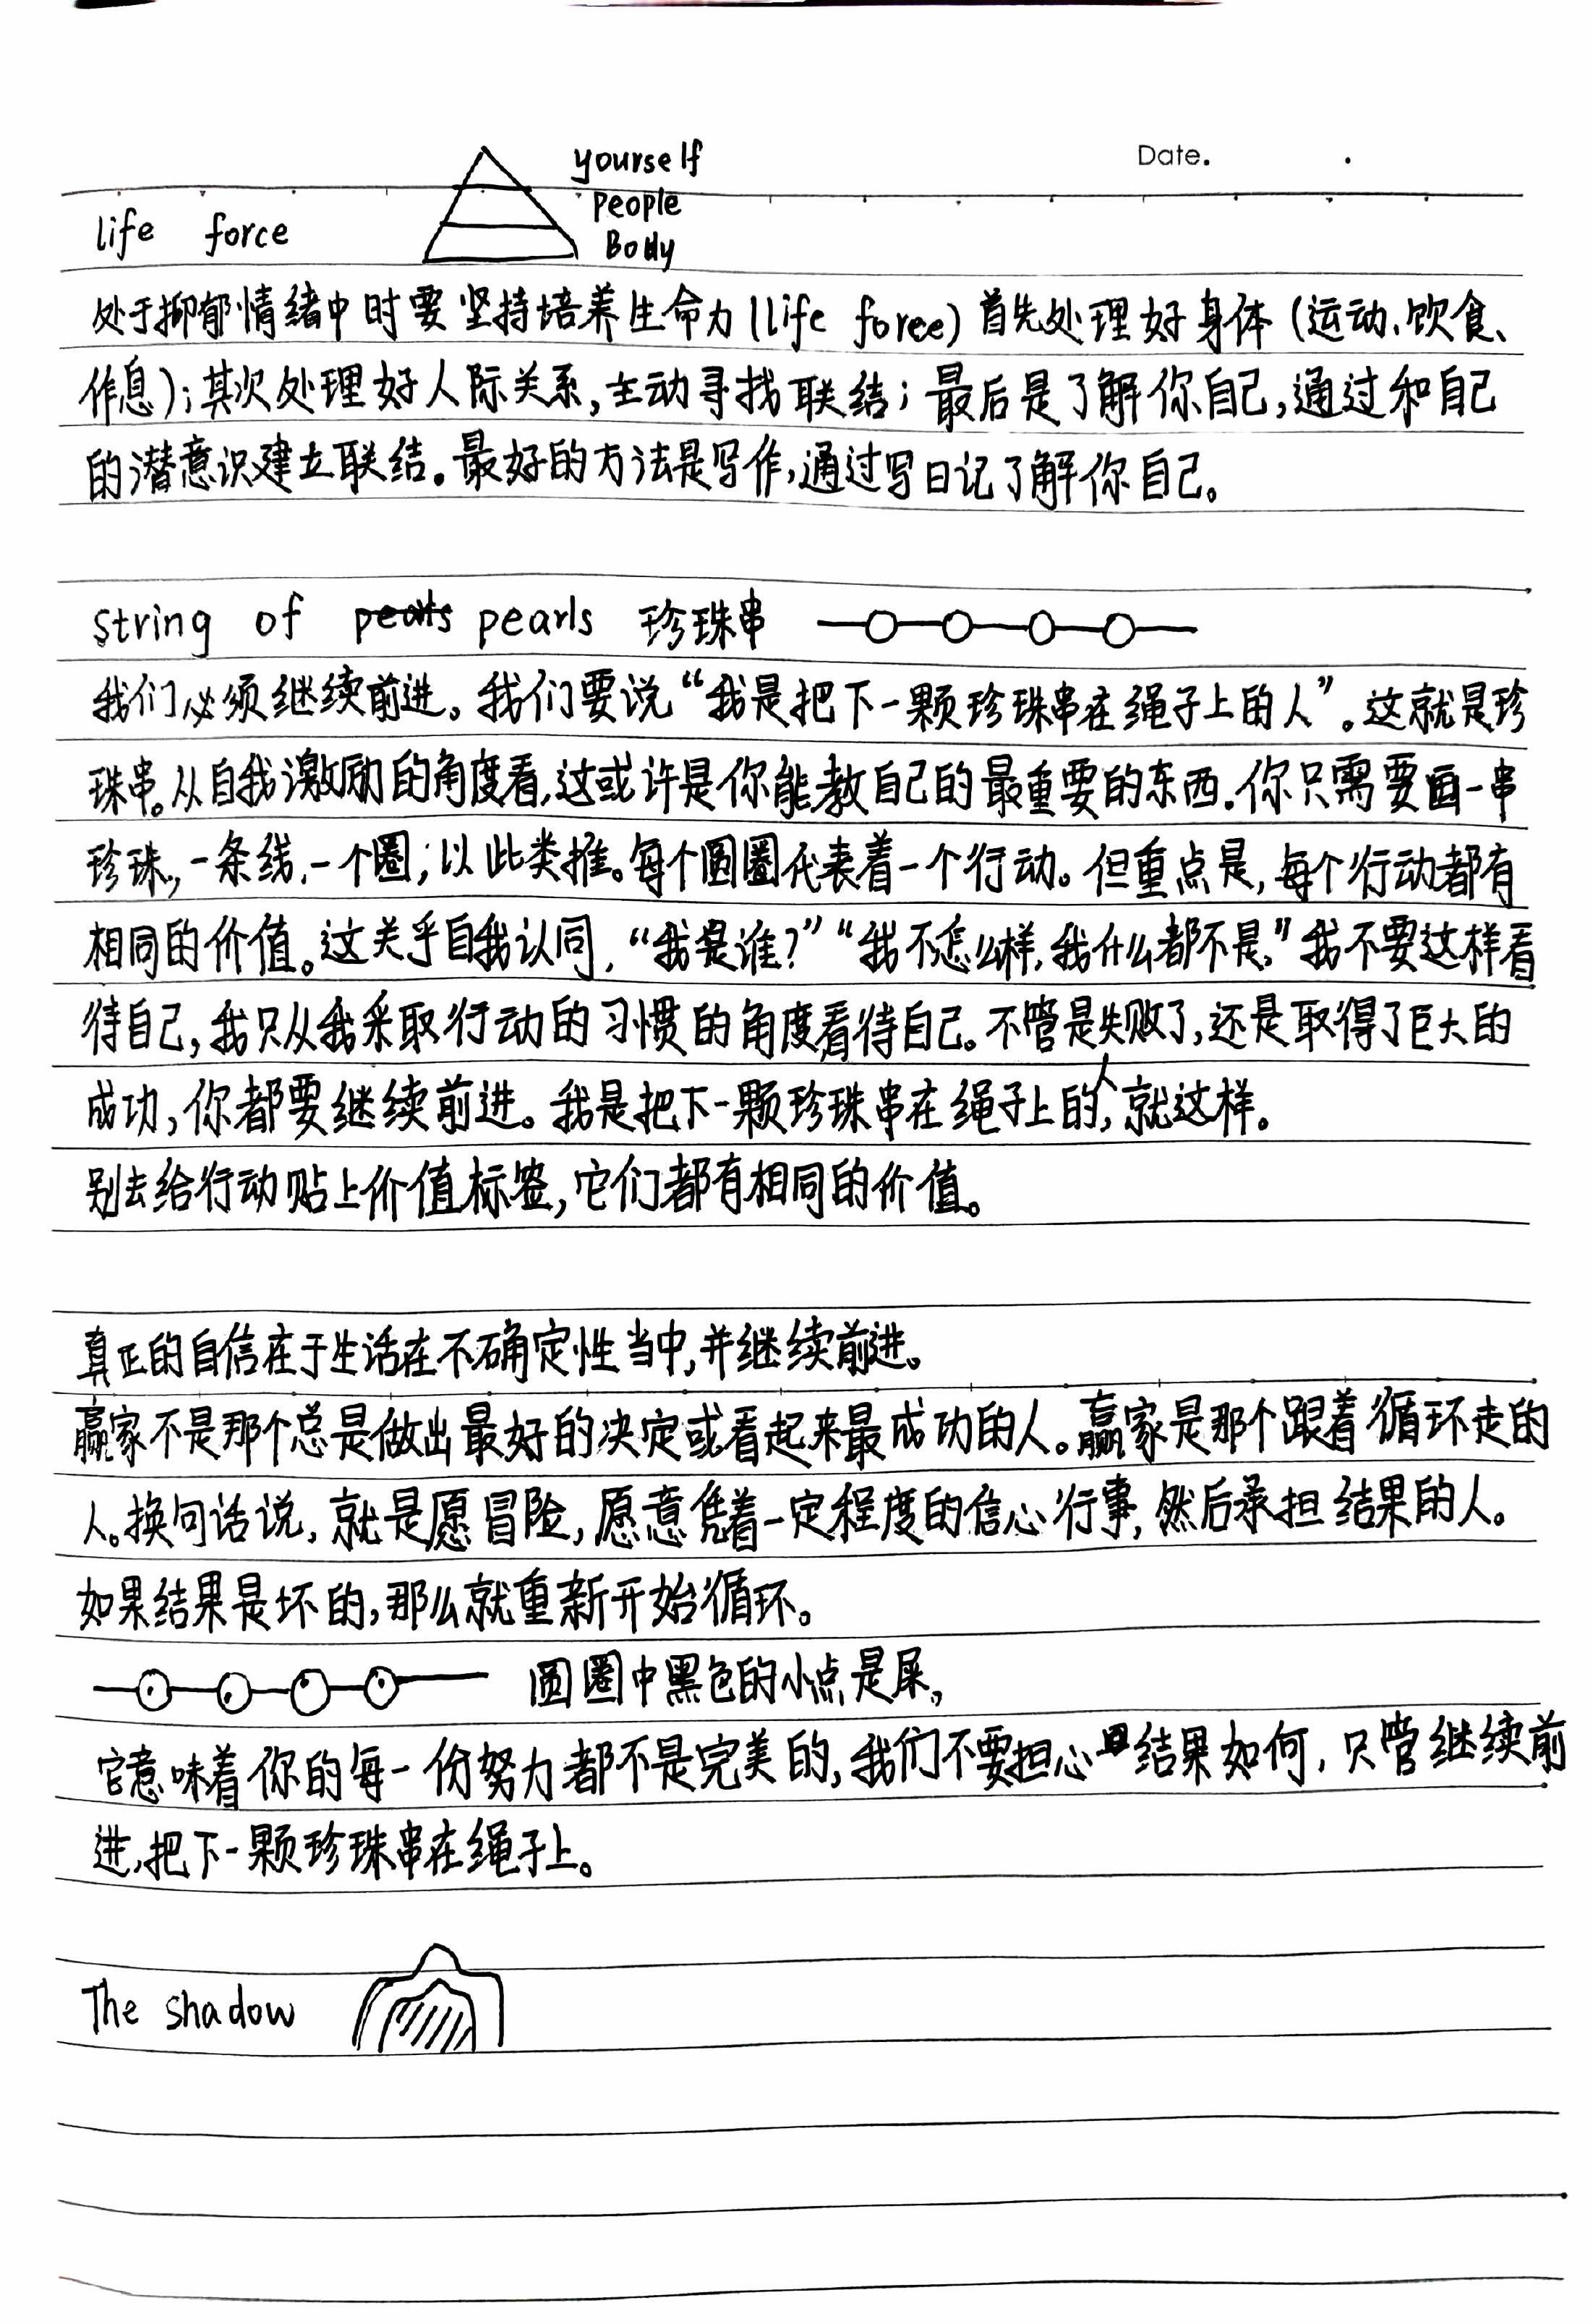 yourself
Date.
people
life force
Body
处于抑郁情绪中时要坚持培养生命力(life force)首先处理好身体(运动、饮食、
作息);其次处理好人际关系,主动寻找联结;最后是了解你自己,通过和自己
的潜意识建立联结。最好的方法是写作,通过写日记了解你自己。
string of pearls 珍珠串
我们必须继续前进。我们要说“我是把下一颗珍珠串在绳子上的人”。这就是珍
珠串。从自我激励的角度看,这或许是你能教自己的最重要的东西.你只需要画一串
珍珠,一条线、一个圈,以此类推。每个圆圈代表着一个行动。但重点是,每个行动都有
相同的价值。这关乎自我认同,“我是谁?”“我不怎么样,我什么都不是。”我不要这样看
待自己,我只从我采取行动的习惯的角度看待自己。不管是失败了,还是取得了巨大的
成功,你都要继续前进。我是把下一颗珍珠串在绳子上的人,就这样。
别去给行动贴上价值标签,它们都有相同的价值。
真正的自信在于生活在不确定性当中,并继续前进。
赢家不是那个总是做出最好的决定或看起来最成功的人。赢家是那个跟着循环走的
人。换句话说,就是愿冒险,愿意凭着一定程度的信心行事,然后承担结果的人。
如果结果是坏的,那么就重新开始循环。
圆圈中黑色的小点是屎,
它意味着你的每一份努力都不是完美的,我们不要担心结果如何,只管继续前
进,把下一颗珍珠串在绳子上。
The shadow